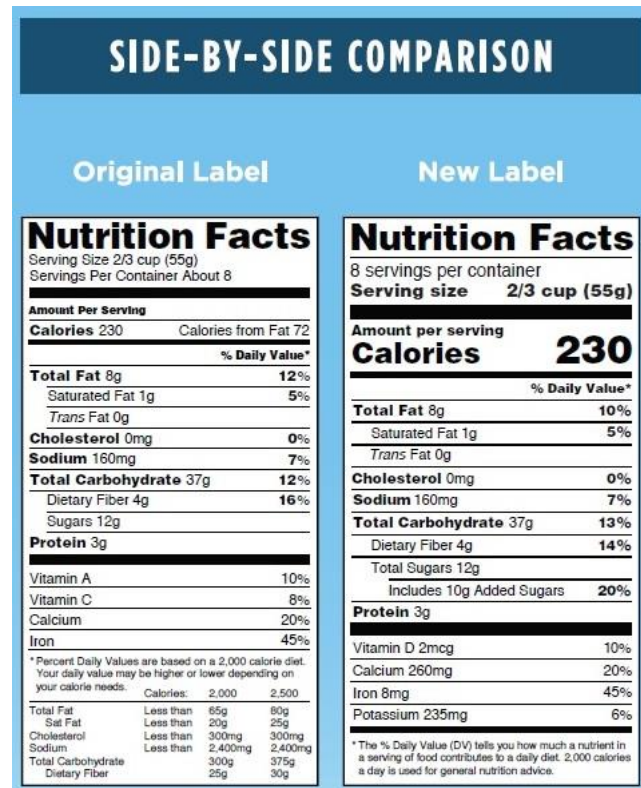 SIDE-BY-SIDE COMPARISON
Original Label
Nutrition Facts
Serving Size 2/3 cup (55g)
Servings Per Container About 8
Amount Per Serving
Calories 230 Calories from Fat 72
% Daily Value*
Total Fat 8g 12%
Saturated Fat 1g 5%
Trans Fat 0g
Cholesterol 0mg 0%
Sodium 160mg 7%
Total Carbohydrate 37g 12%
Dietary Fiber 4g 16%
Sugars 12g
Protein 3g
Vitamin A 10%
Vitamin C 8%
Calcium 20%
Iron 45%
* Percent Daily Values are based on a 2,000 calorie diet.
Your daily value may be higher or lower depending on
your calorie needs.
Calories: 2,000 2,500
Total Fat Less than 65g 80g
Sat Fat Less than 20g 25g
Cholesterol Less than 300mg 300mg
Sodium Less than 2,400mg 2,400mg
Total Carbohydrate 300g 375g
Dietary Fiber 25g 30g
New Label
Nutrition Facts
8 servings per container
Serving size 2/3 cup (55g)
Amount per serving
Calories 230
% Daily Value*
Total Fat 8g 10%
Saturated Fat 1g 5%
Trans Fat 0g
Cholesterol 0mg 0%
Sodium 160mg 7%
Total Carbohydrate 37g 13%
Dietary Fiber 4g 14%
Total Sugars 12g
Includes 10g Added Sugars 20%
Protein 3g
Vitamin D 2mcg 10%
Calcium 260mg 20%
Iron 8mg 45%
Potassium 235mg 6%
* The % Daily Value (DV) tells you how much a nutrient in
a serving of food contributes to a daily diet. 2,000 calories
a day is used for general nutrition advice.